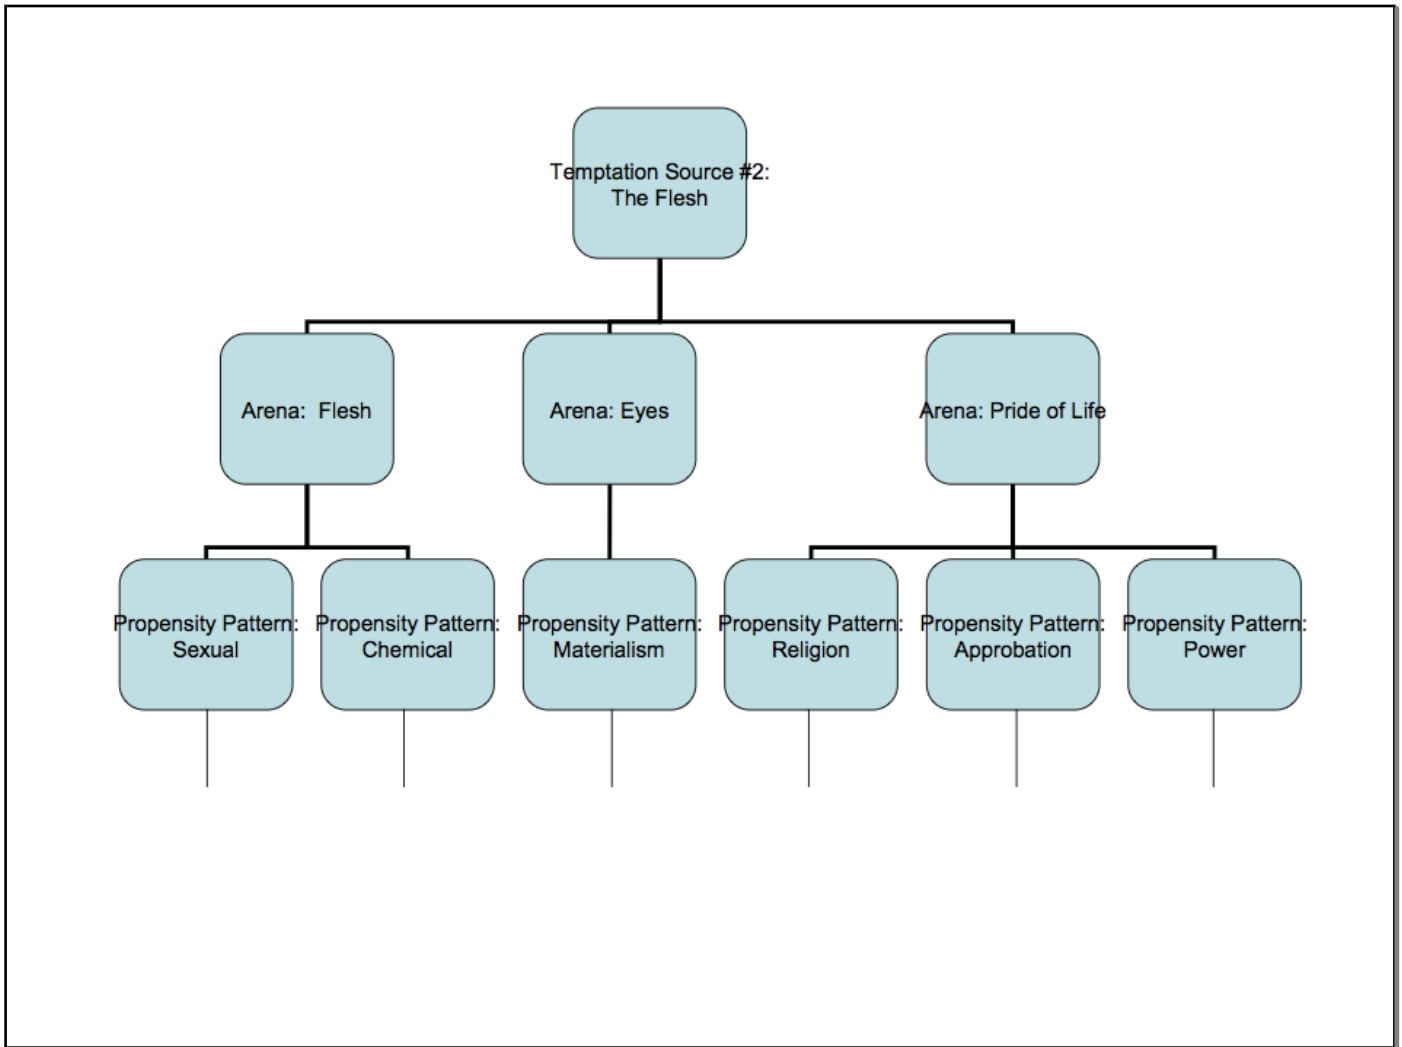 Temptation Source #2:
The Flesh
Arena:  Flesh
Arena: Eyes
Arena: Pride of Life
Propensity Pattern:
Sexual
Propensity Pattern:
Chemical
Propensity Pattern:
Materialism
Propensity Pattern:
Religion
Propensity Pattern:
Approbation
Propensity Pattern:
Power